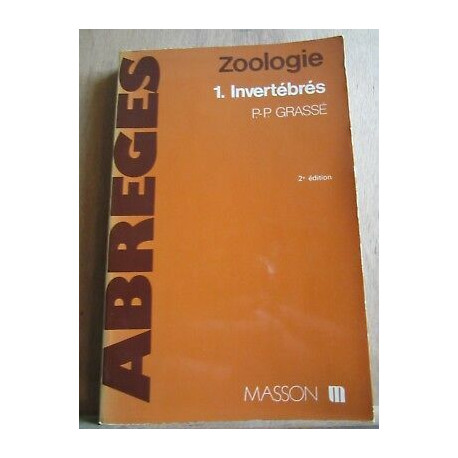 ABREGES
Zoologie
1. Invertébrés
P.-P. GRASSÉ
2e édition
MASSON